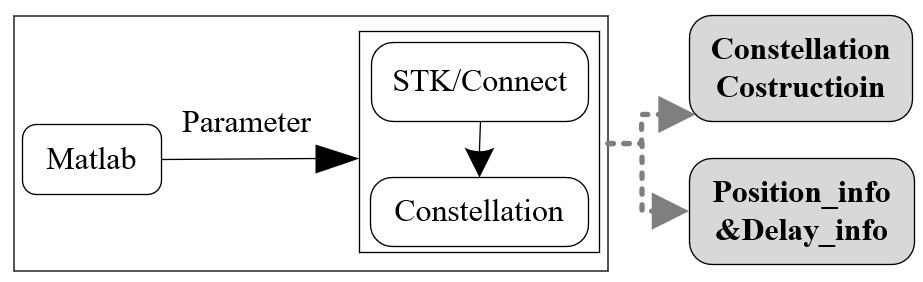 Matlab
Parameter
STK/Connect
Constellation
Constellation
Costructioin
Position_info
&Delay_info